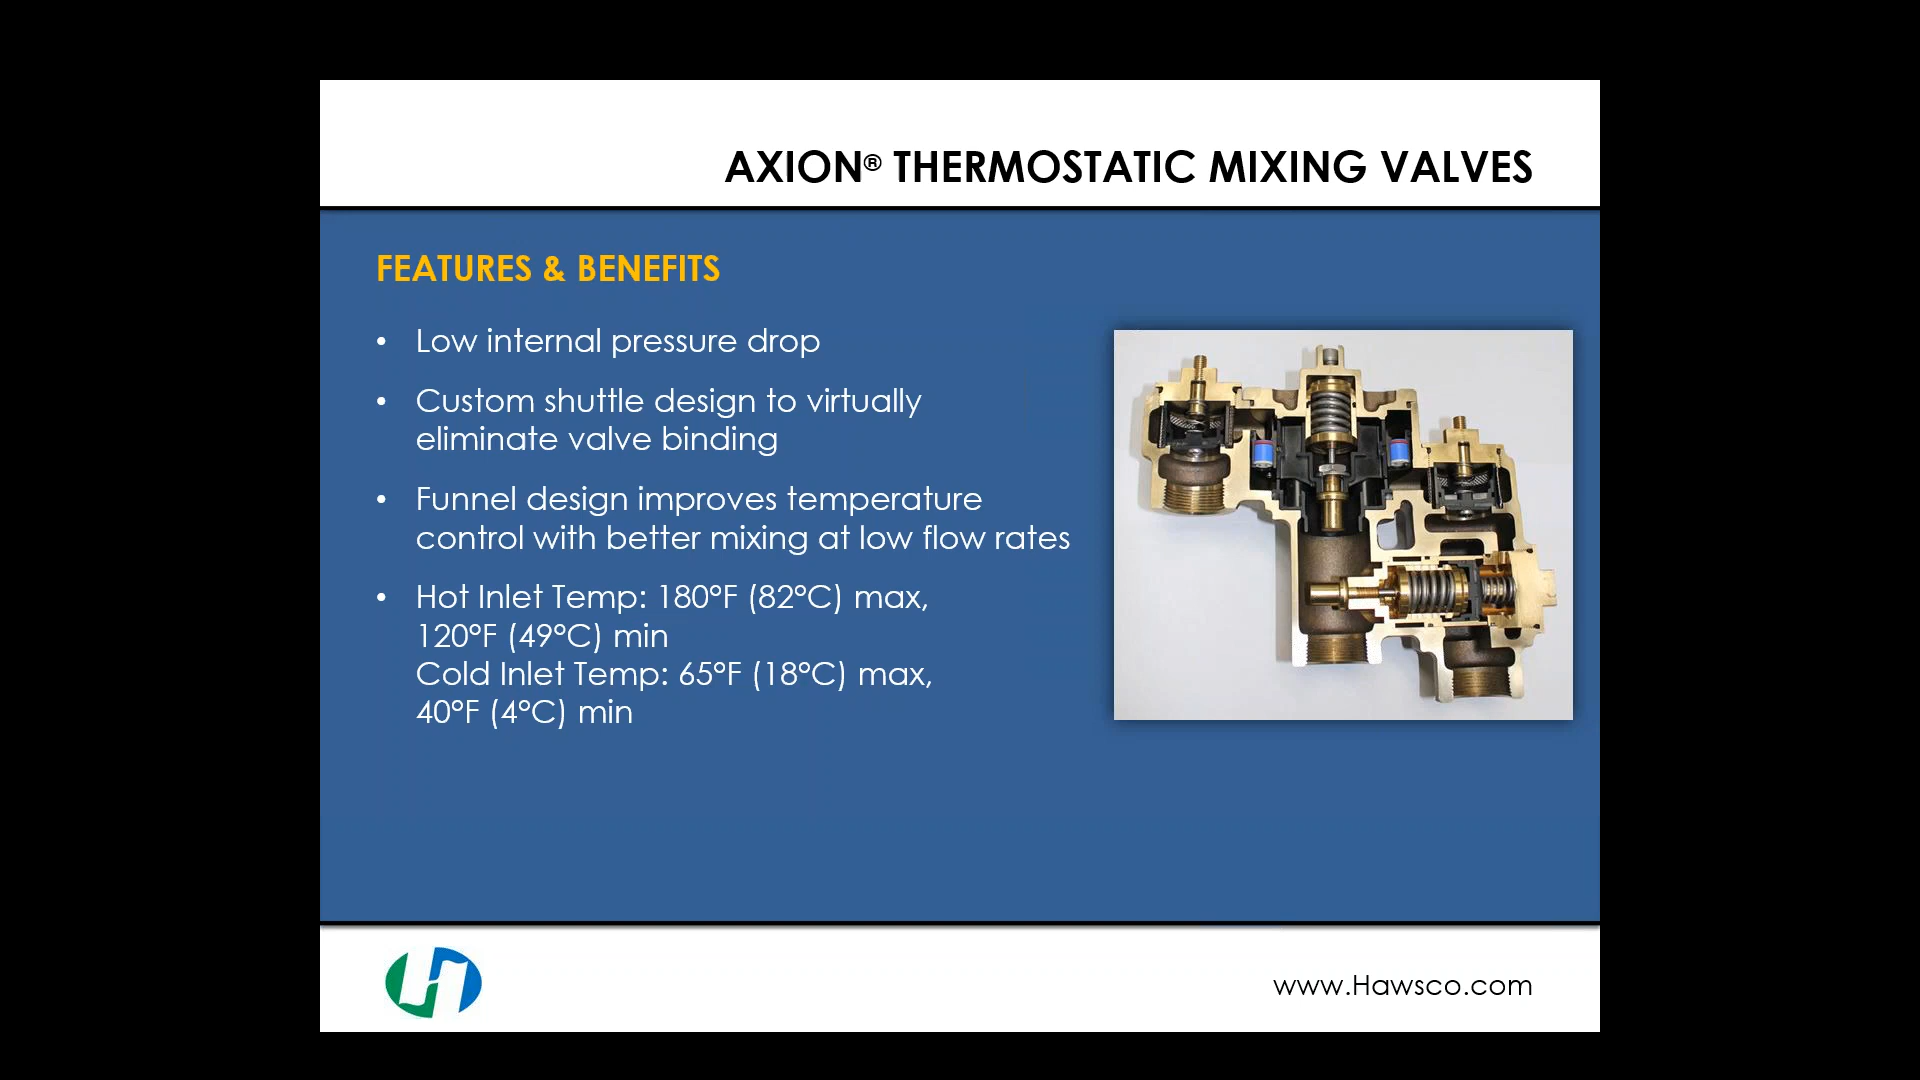 AXION® THERMOSTATIC MIXING VALVES
FEATURES & BENEFITS
• Low internal pressure drop
• Custom shuttle design to virtually
eliminate valve binding
• Funnel design improves temperature
control with better mixing at low flow rates
• Hot Inlet Temp: 180°F (82°C) max,
120°F (49°C) min
Cold Inlet Temp: 65°F (18°C) max,
40°F (4°C) min
www.Hawsco.com